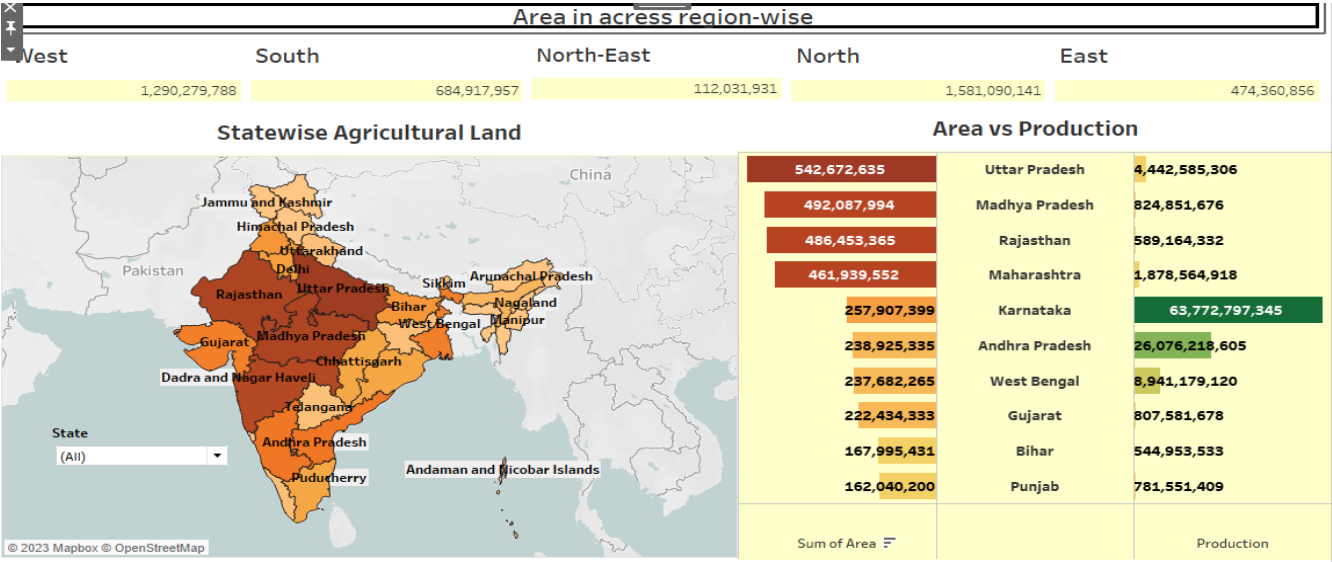 Area in acress region-wise
West
South
North-East
North
East
1,290,279,788
684,917,957
112,031,931
1,581,090,141
474,360,856
Statewise Agricultural Land
China
Jammu and Kashmir
Himachal Pradesh
Uttarakhand
Pakistan
Delhi
Sikkim
Arunachal Pradesh
Rajasthan
Uttar Pradesh
Bihar
Nagaland
West Bengal
Manipur
Gujarat
Madhya Pradesh
Chhattisgarh
Dadra and Nagar Haveli
Telangana
State
(All)
Andhra Pradesh
Andaman and Nicobar Islands
Puducherry
© 2023 Mapbox © OpenStreetMap
Area vs Production
542,672,635 Uttar Pradesh 4,442,585,306
492,087,994 Madhya Pradesh 824,851,676
486,453,365 Rajasthan 589,164,332
461,939,552 Maharashtra 1,878,564,918
257,907,399 Karnataka 63,772,797,345
238,925,335 Andhra Pradesh 26,076,218,605
237,682,265 West Bengal 8,941,179,120
222,434,333 Gujarat 807,581,678
167,995,431 Bihar 544,953,533
162,040,200 Punjab 781,551,409
Sum of Area Production